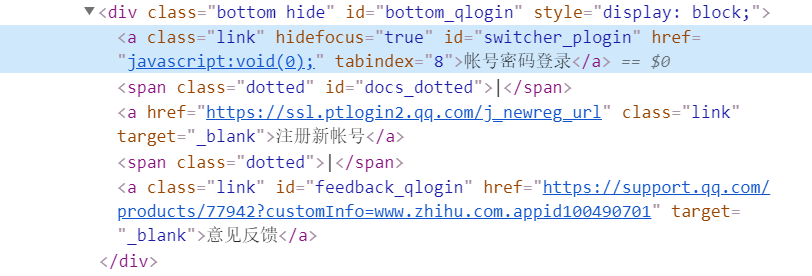 ▼<div class="bottom hide" id="bottom_qlogin" style="display: block;">
<a class="link" hidefocus="true" id="switcher_plogin" href=
"javascript:void(0);" tabindex="8">帐号密码登录</a> == $0
<span class="dotted" id="docs_dotted">|</span>
<a href="https://ssl.ptlogin2.qq.com/j_newreg_url" class="link"
target="_blank">注册新帐号</a>
<span class="dotted">|</span>
<a class="link" id="feedback_qlogin" href="https://support.qq.com/
products/77942?customInfo=www.zhihu.com.appid100490701" target=
"_blank">意见反馈</a>
</div>